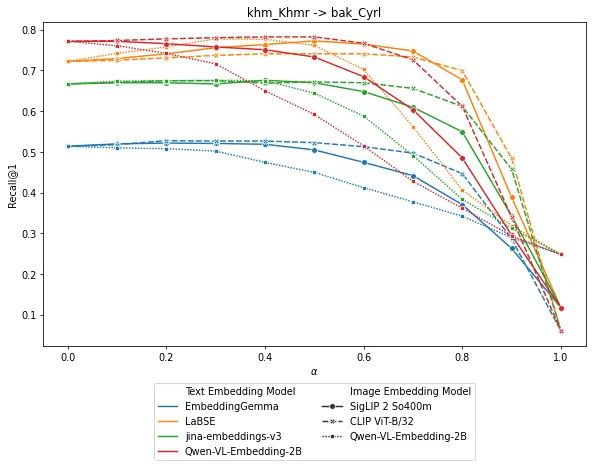 khm_Khmr -> bak_Cyrl
Recall@1
0.8
0.7
0.6
0.5
0.4
0.3
0.2
0.1
0.0 0.2 0.4 0.6 0.8 1.0
α
Text Embedding Model Image Embedding Model
EmbeddingGemma SigLIP 2 So400m
LaBSE CLIP ViT-B/32
jina-embeddings-v3 Qwen-VL-Embedding-2B
Qwen-VL-Embedding-2B